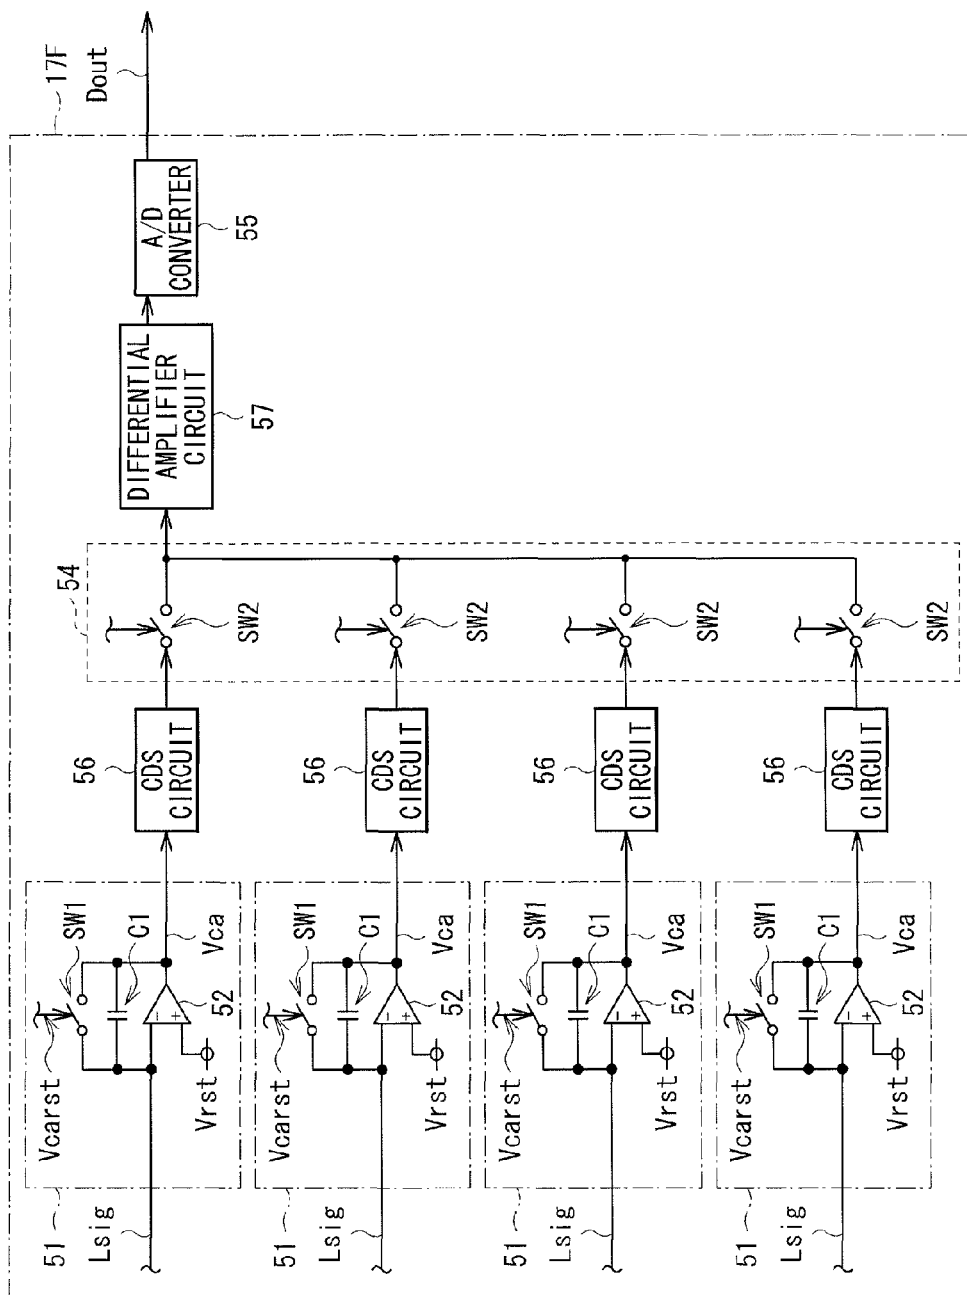 17F
Dout
A/D
CONVERTER
55
DIFFERENTIAL
AMPLIFIER
CIRCUIT
57
54
SW2
SW2
SW2
SW2
56
CDS
CIRCUIT
56
CDS
CIRCUIT
56
CDS
CIRCUIT
56
CDS
CIRCUIT
51
Lsig
Vcarst
SW1
C1
-
+
52
Vrst
Vca
51
Lsig
Vcarst
SW1
C1
-
+
52
Vrst
Vca
51
Lsig
Vcarst
SW1
C1
-
+
52
Vrst
Vca
51
Lsig
Vcarst
SW1
C1
-
+
52
Vrst
Vca